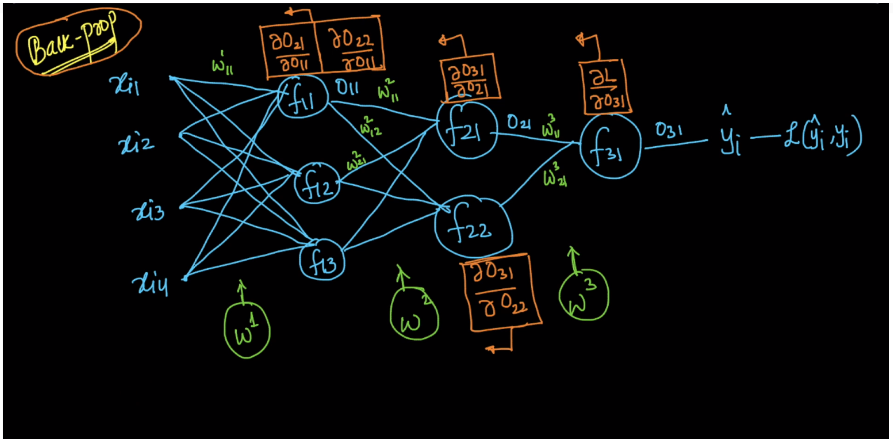 Back-prop
∂O₂₁/∂O₁₁ ∂O₂₂/∂O₁₁
∂O₃₁/∂O₂₁
∂L/∂O₃₁
xᵢ₁ w¹₁₁ f₁₁ O₁₁ w²₁₁ f₂₁ O₂₁ w³₁₁
w²₁₂
xᵢ₂ f₁₂ w²₂₁ w³₂₁ f₃₁ O₃₁ ŷᵢ L(ŷᵢ, yᵢ)
xᵢ₃ f₂₂
xᵢ₄ f₁₃ ∂O₃₁/∂O₂₂
W¹ W² W³